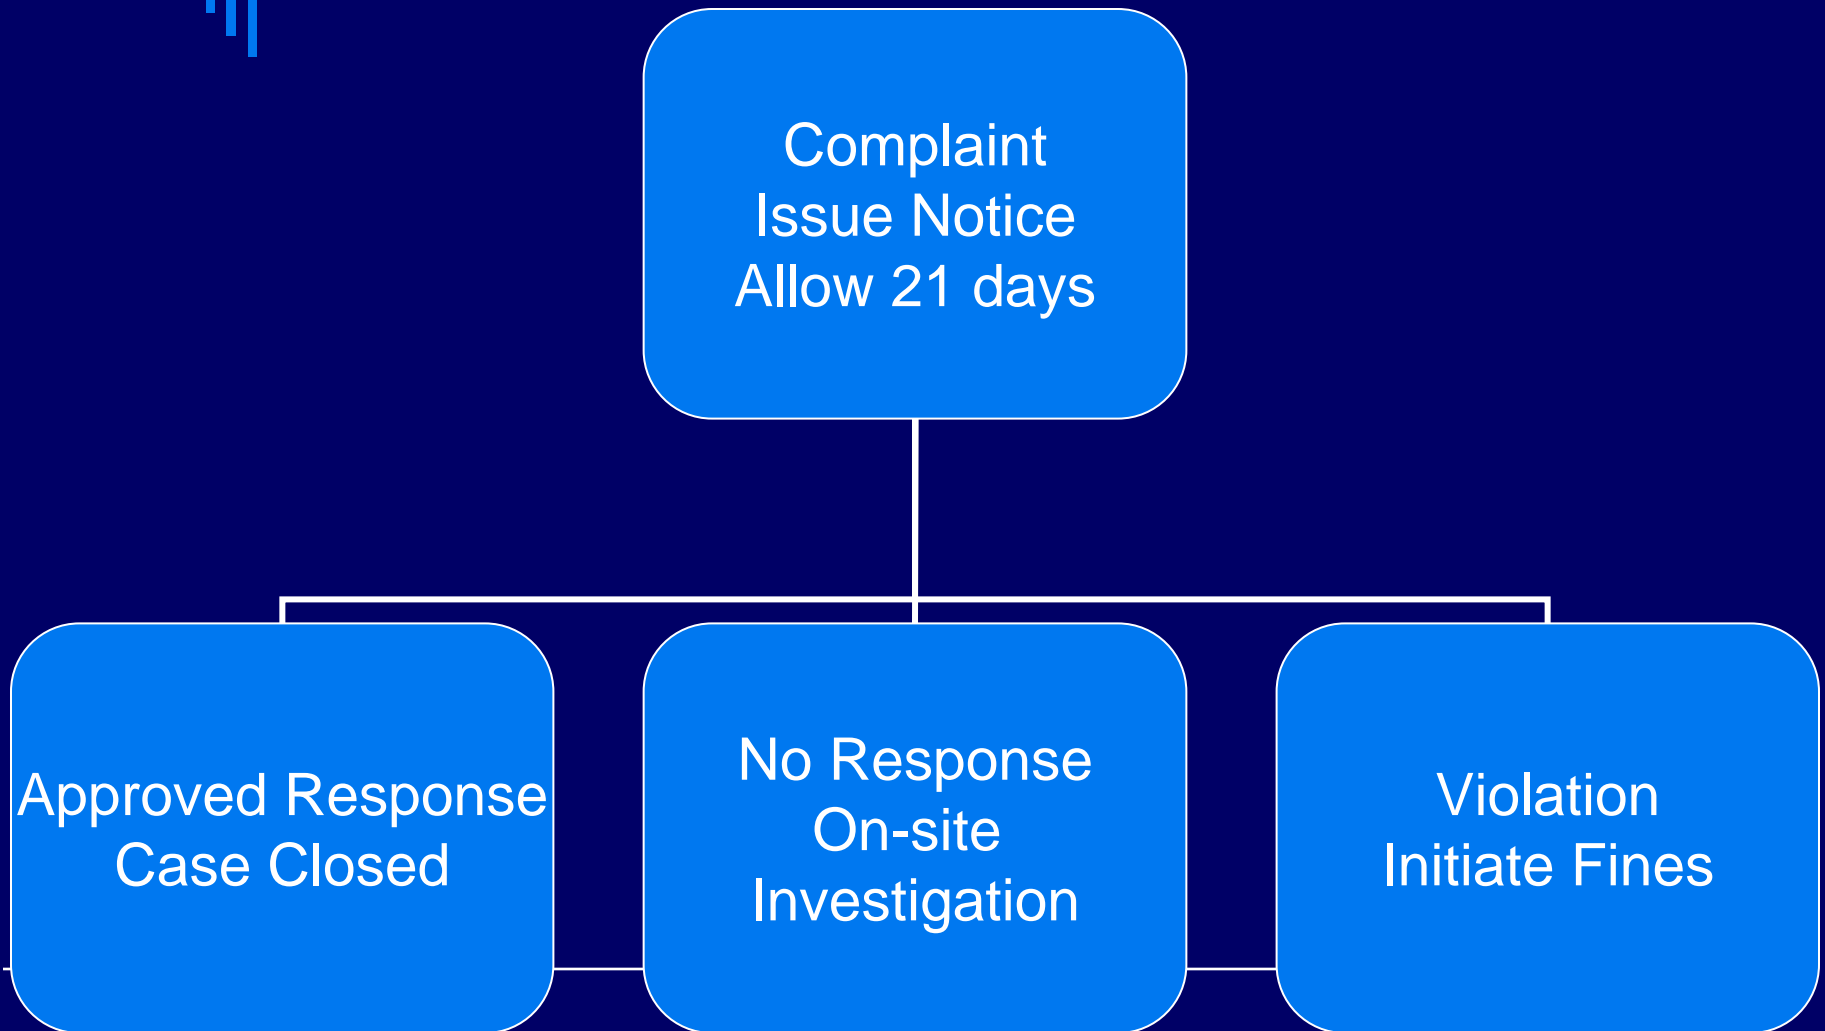 Complaint
Issue Notice
Allow 21 days
Approved Response
Case Closed
No Response
On-site
Investigation
Violation
Initiate Fines